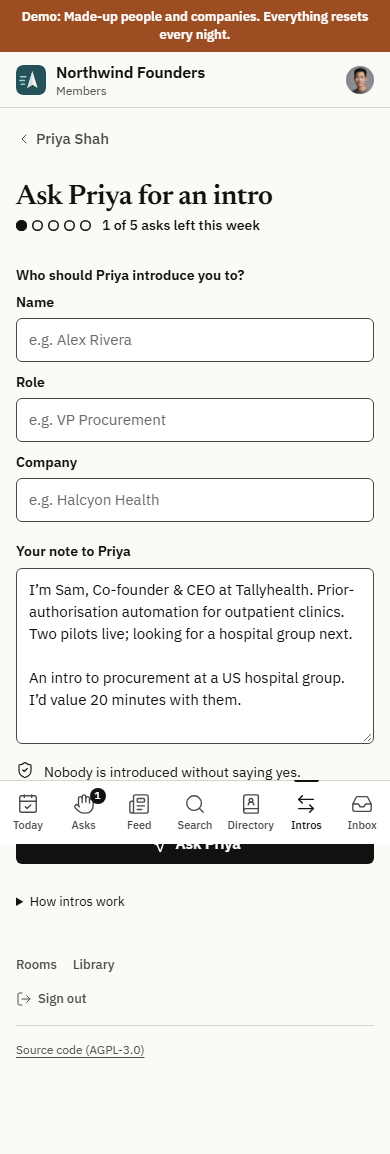 Demo: Made-up people and companies. Everything resets
every night.
Northwind Founders
Members
Priya Shah
Ask Priya for an intro
1 of 5 asks left this week
Who should Priya introduce you to?
Name
e.g. Alex Rivera
Role
e.g. VP Procurement
Company
e.g. Halcyon Health
Your note to Priya
I’m Sam, Co-founder & CEO at Tallyhealth. Prior-
authorisation automation for outpatient clinics.
Two pilots live; looking for a hospital group next.
An intro to procurement at a US hospital group.
I’d value 20 minutes with them.
Nobody is introduced without saying yes.
1
Today
Asks
Feed
Search
Directory
Intros
Inbox
Ask Priya
How intros work
Rooms
Library
Sign out
Source code (AGPL-3.0)